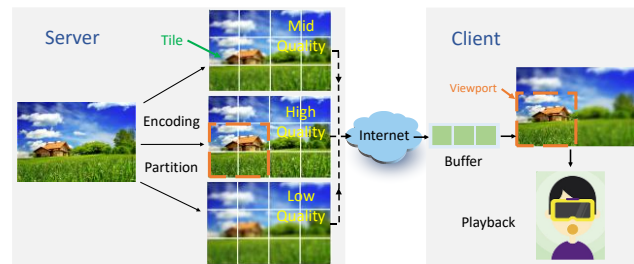 Server
Tile
Mid
Quality
Encoding
Partition
High
Quality
Low
Quality
Internet
Client
Viewport
Buffer
Playback